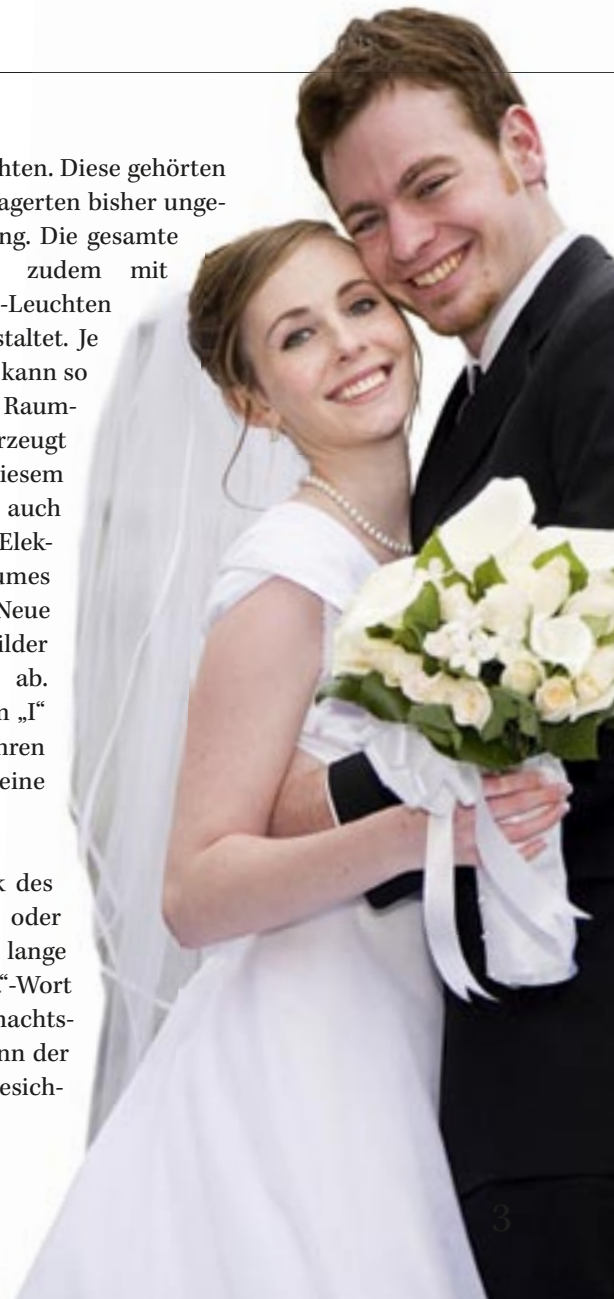 hten. Diese gehörten
agerten bisher unge-
ng. Die gesamte
zudem mit
-Leuchten
staltet. Je
kann so
Raum-
rzeugt
iesem
auch
Elek-
umes
Neue
ilder
ab.
n „I“
hren
eine
k des
oder
lange
“-Wort
nachts-
nn der
esich-
3